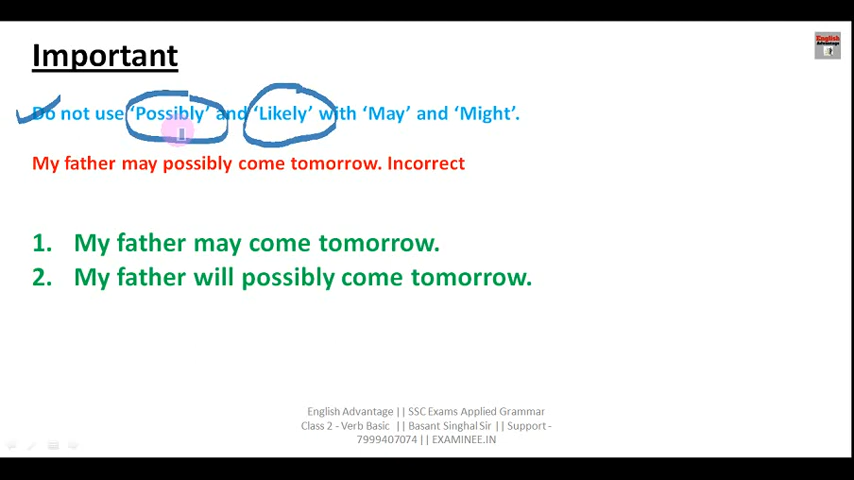 English
Advantage
Important
Do not use ‘Possibly’ and ‘Likely’ with ‘May’ and ‘Might’.
My father may possibly come tomorrow. Incorrect
1. My father may come tomorrow.
2. My father will possibly come tomorrow.
English Advantage || SSC Exams Applied Grammar
Class 2 - Verb Basic || Basant Singhal Sir || Support -
7999407074 || EXAMINEE.IN